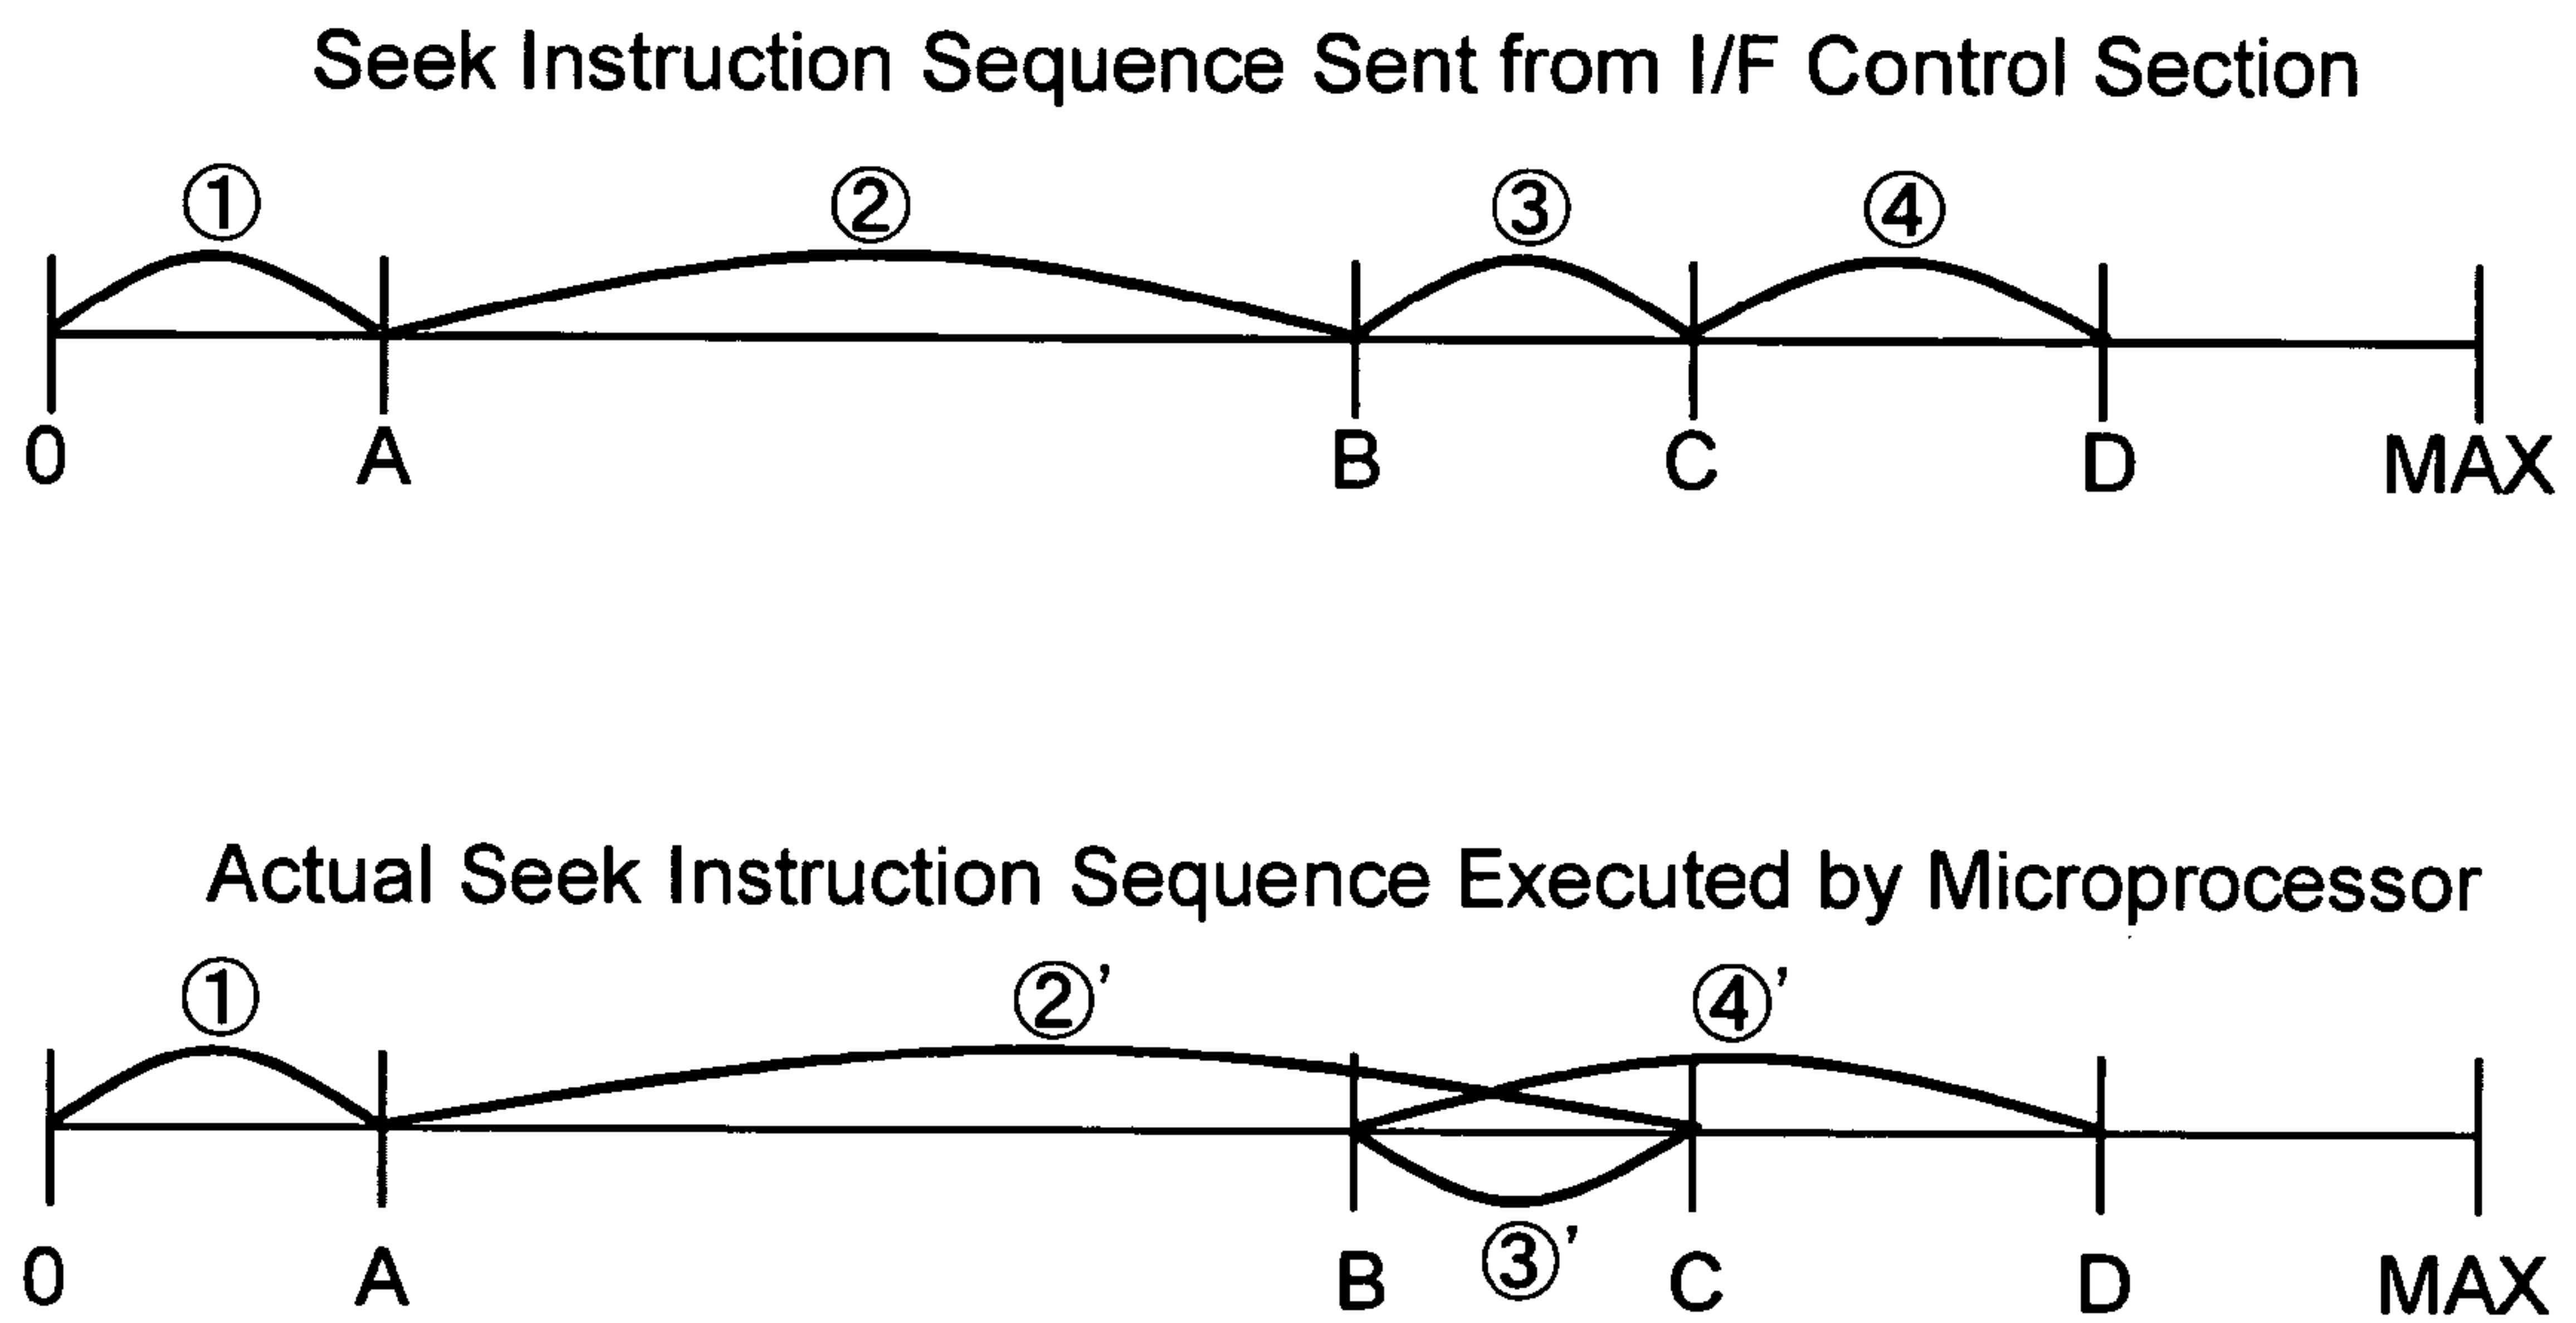 Seek Instruction Sequence Sent from I/F Control Section
① ② ③ ④
0 A B C D MAX
Actual Seek Instruction Sequence Executed by Microprocessor
① ②’ ④’
③’
0 A B C D MAX